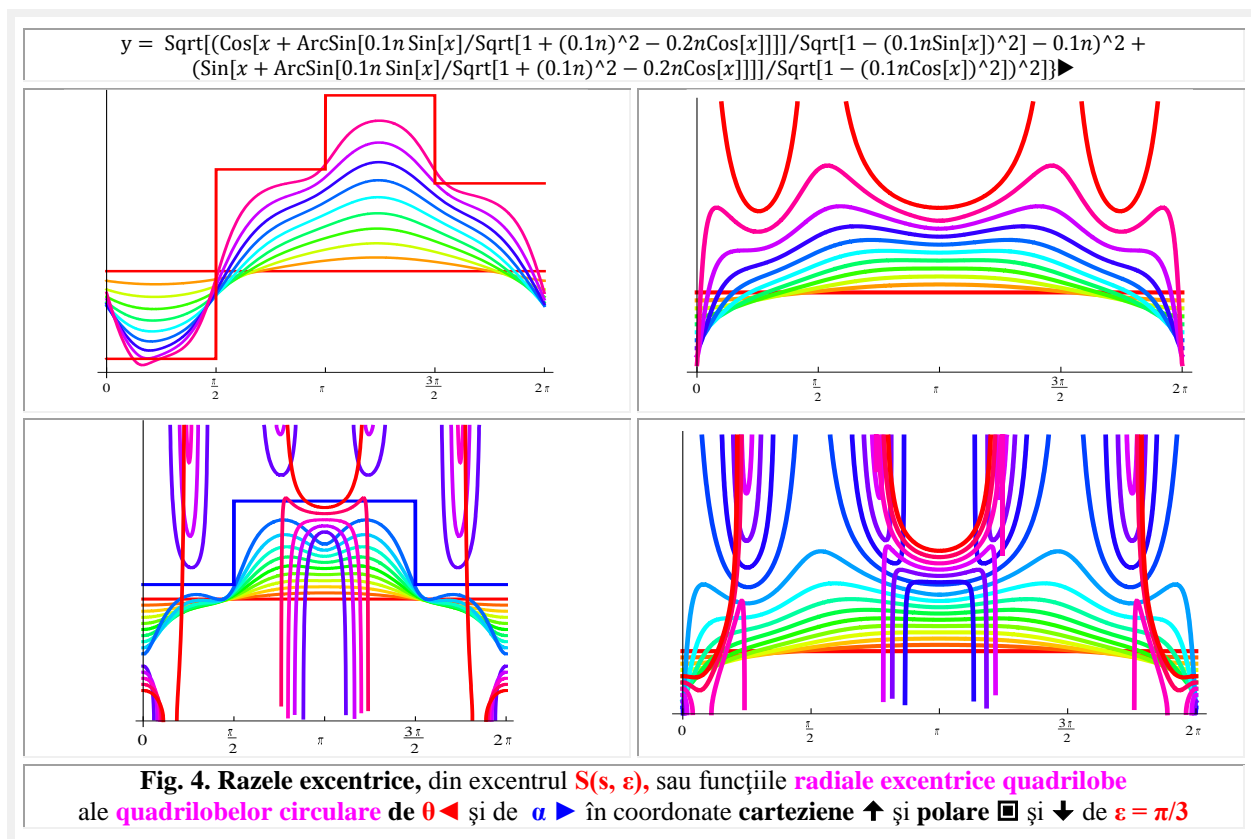 y = Sqrt[(Cos[x + ArcSin[0.1n Sin[x]/Sqrt[1 + (0.1n)^2 − 0.2nCos[x]]]]/Sqrt[1 − (0.1nSin[x])^2] − 0.1n)^2 +
(Sin[x + ArcSin[0.1n Sin[x]/Sqrt[1 + (0.1n)^2 − 0.2nCos[x]]]]/Sqrt[1 − (0.1nCos[x])^2])^2]}►
0 π/2 π 3π/2 2π
0 π/2 π 3π/2 2π
0 π/2 π 3π/2 2π
0 π/2 π 3π/2 2π
Fig. 4. Razele excentrice, din excentrul S(s, ε), sau funcţiile radiale excentrice quadrilobe
ale quadrilobelor circulare de θ◄ şi de α ► în coordonate carteziene 🡹 şi polare ▣ şi 🡻 de ε = π/3